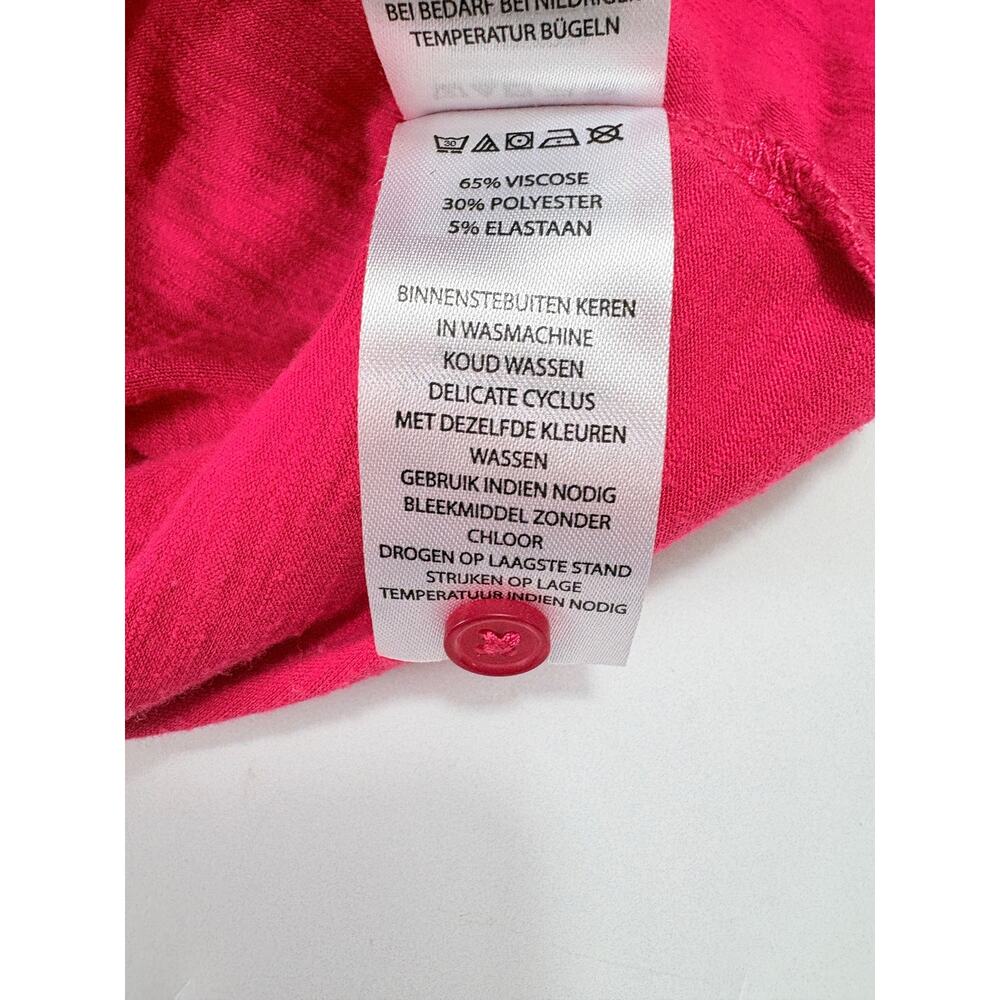 BEI BEDARF BEI NIEDRIGER
TEMPERATUR BÜGELN
30
65% VISCOSE
30% POLYESTER
5% ELASTAAN
BINNENSTEBUITEN KEREN
IN WASMACHINE
KOUD WASSEN
DELICATE CYCLUS
MET DEZELFDE KLEUREN
WASSEN
GEBRUIK INDIEN NODIG
BLEEKMIDDEL ZONDER
CHLOOR
DROGEN OP LAAGSTE STAND
STRIJKEN OP LAGE
TEMPERATUUR INDIEN NODIG